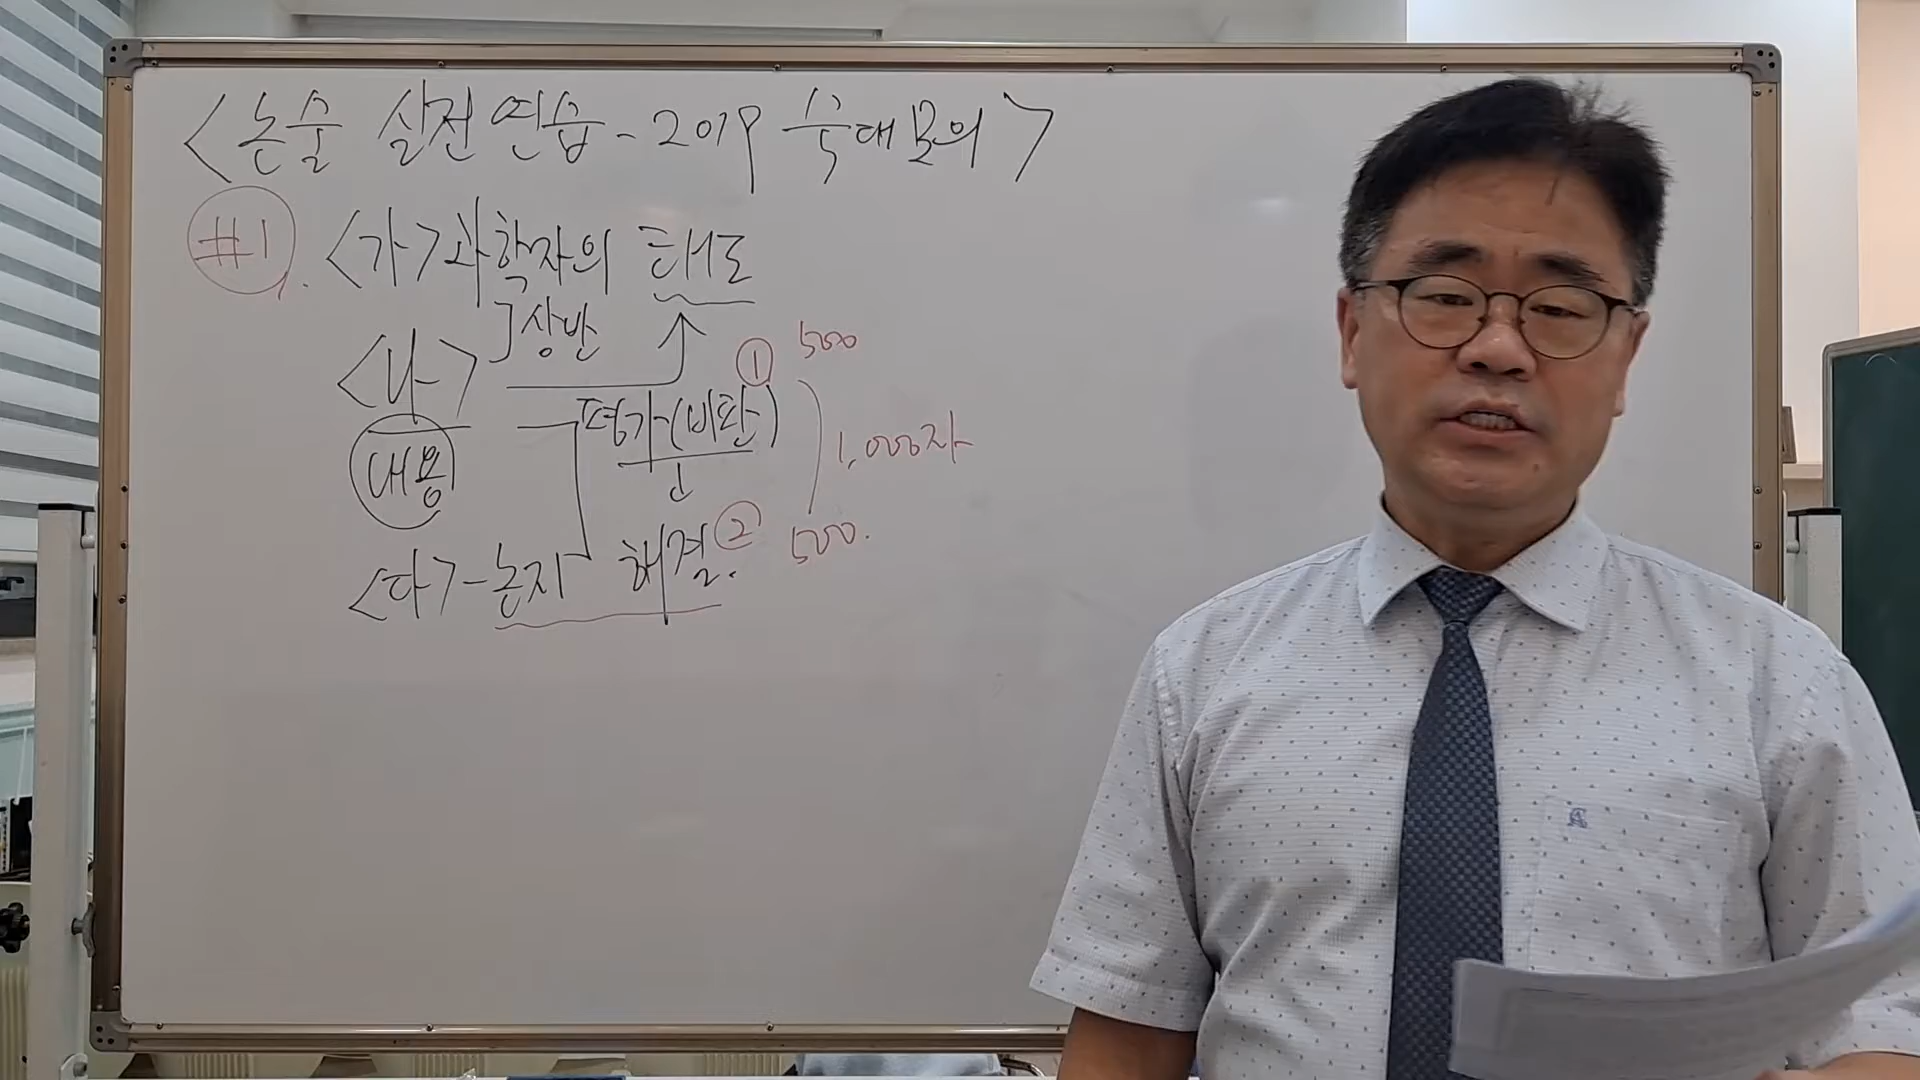 <논술 실전연습-2019 숙대모의>
#1. <가>과학자의 태도
]상반
<나>
① 500
평가(비판)
1,000자
내용
② 500.
<다>-논지 해결.